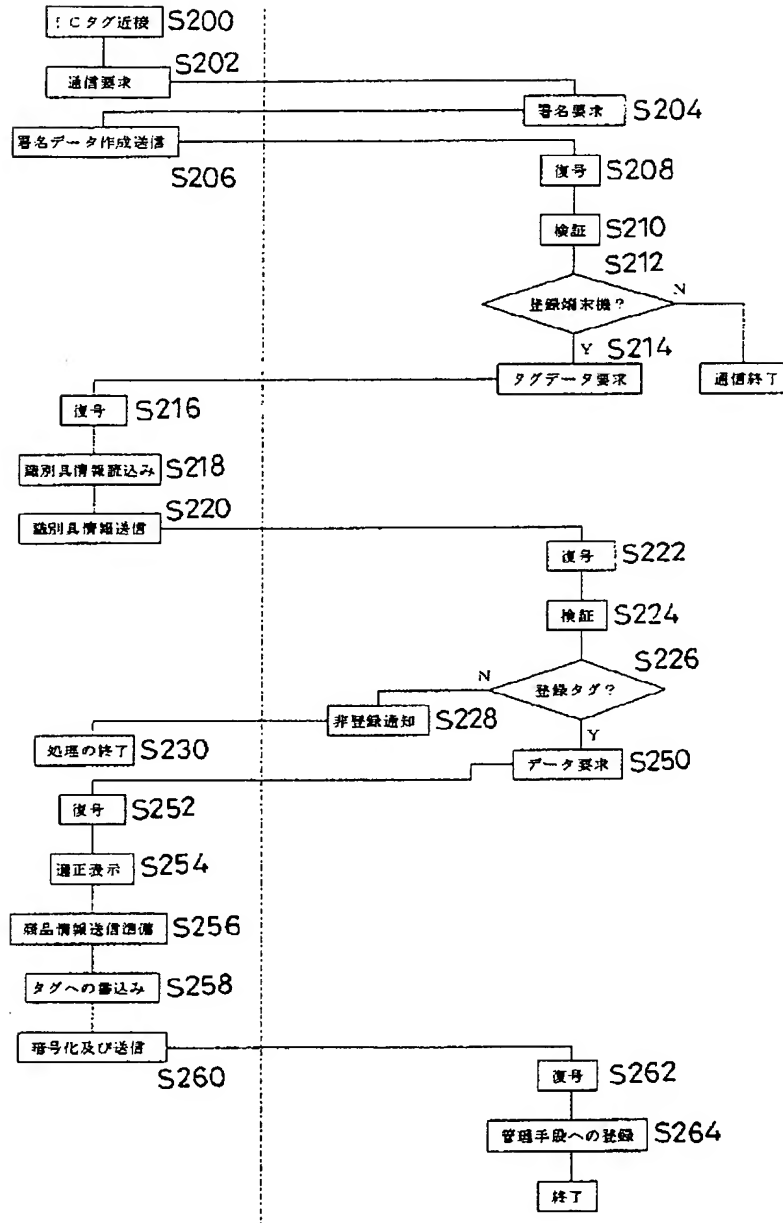 ICタグ近接 S200
通信要求 S202
署名要求 S204
署名データ作成送信 S206
復号 S208
検証 S210
S212
登録端末機?
N
Y
S214
タグデータ要求
通信終了
復号 S216
識別具情報読込み S218
識別具情報送信 S220
復号 S222
検証 S224
S226
登録タグ?
N
Y
非登録通知 S228
処理の終了 S230
データ要求 S250
復号 S252
適正表示 S254
商品情報送信準備 S256
タグへの書込み S258
暗号化及び送信 S260
復号 S262
管理手段への登録 S264
終了